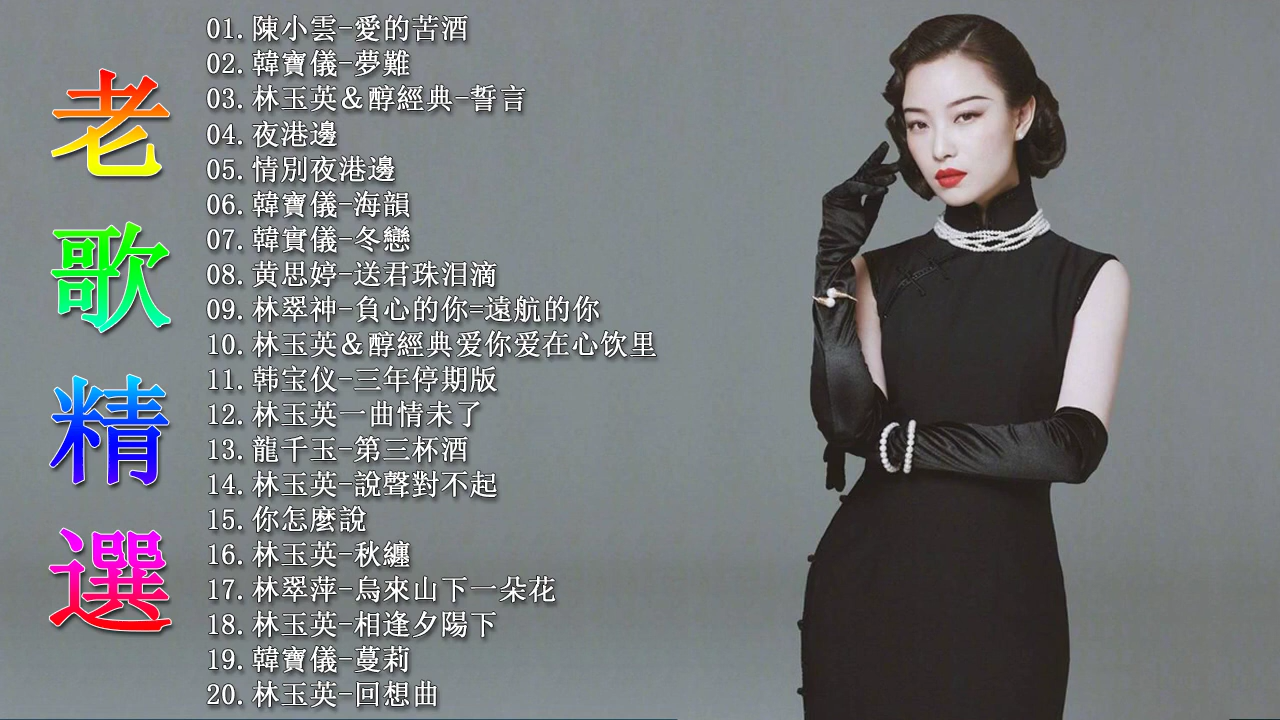 老歌精選
01.陳小雲-愛的苦酒
02.韓寶儀-夢難
03.林玉英＆醇經典-誓言
04.夜港邊
05.情別夜港邊
06.韓寶儀-海韻
07.韓實儀-冬戀
08.黃思婷-送君珠泪滴
09.林翠神-負心的你=遠航的你
10.林玉英＆醇經典爱你爱在心饮里
11.韩宝仪-三年停期版
12.林玉英一曲情未了
13.龍千玉-第三杯酒
14.林玉英-說聲對不起
15.你怎麼說
16.林玉英-秋纏
17.林翠萍-烏來山下一朵花
18.林玉英-相逢夕陽下
19.韓寶儀-蔓莉
20.林玉英-回想曲